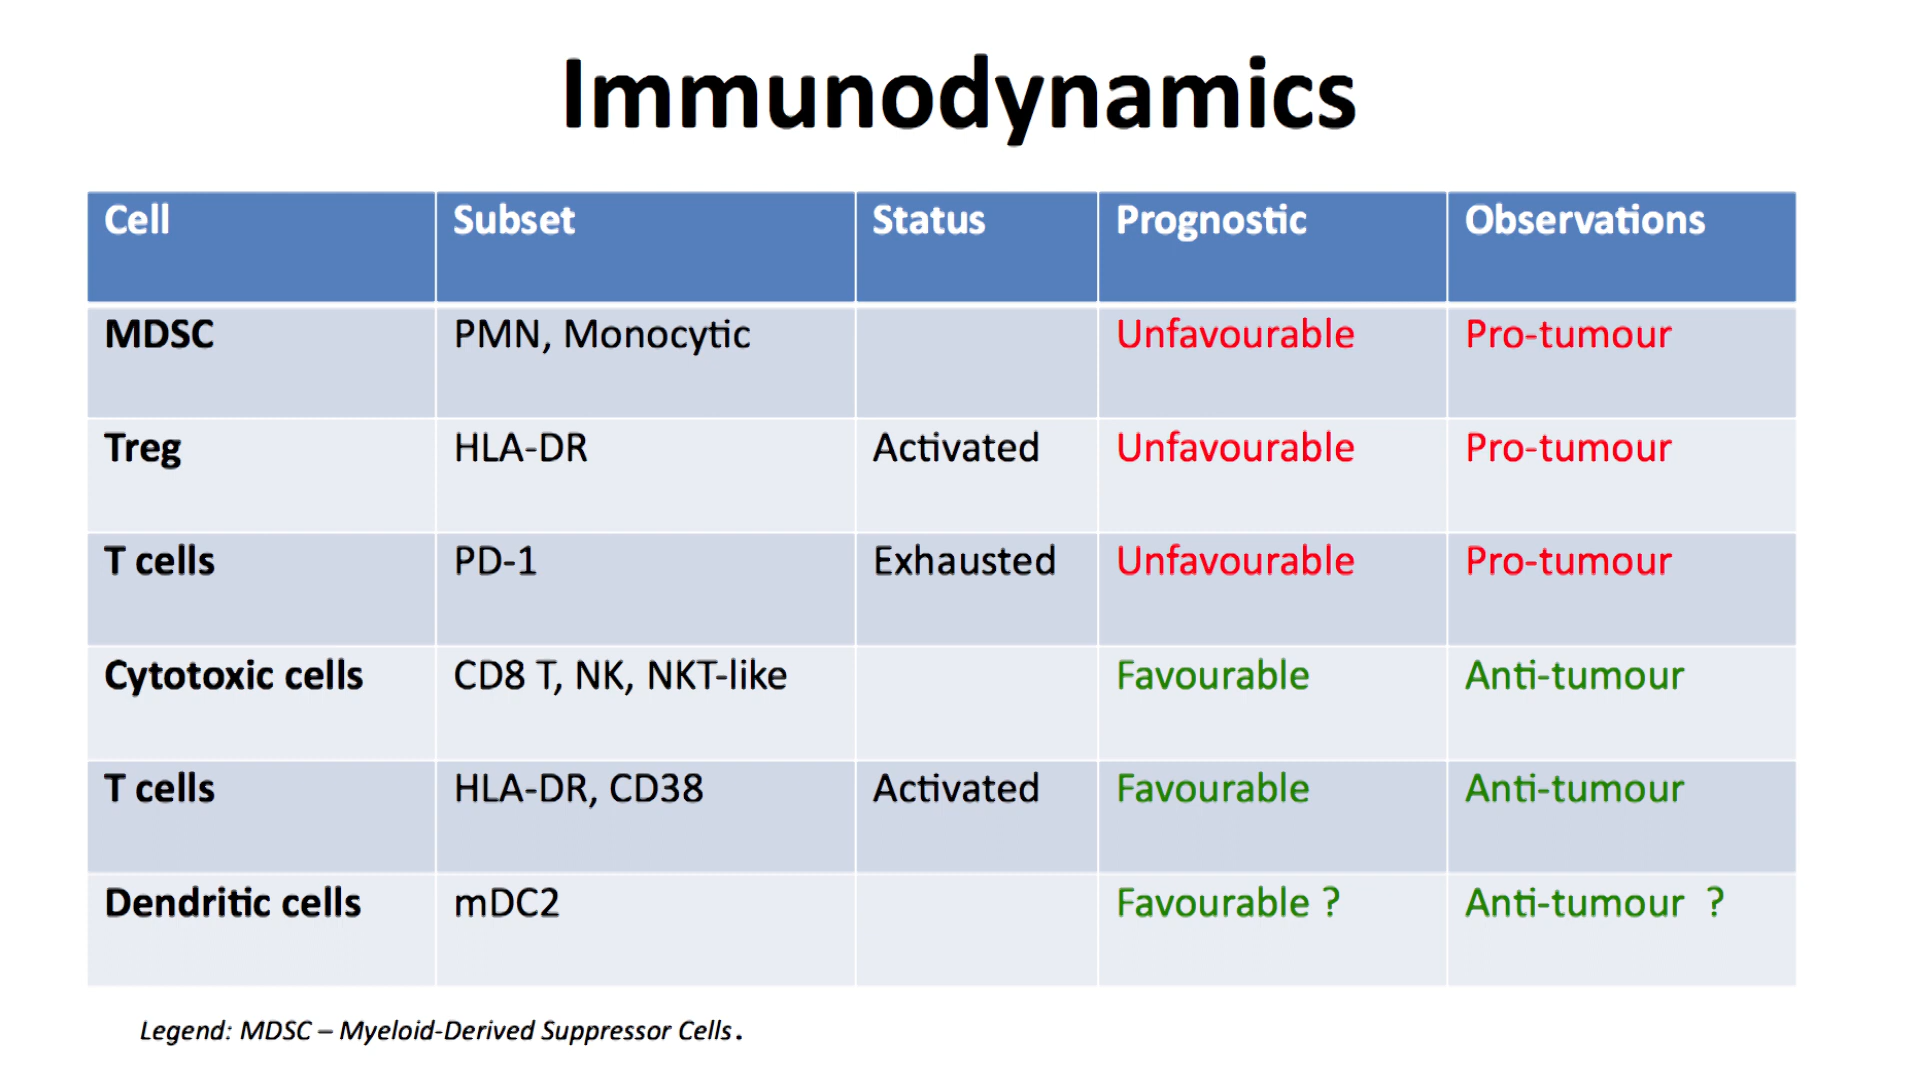 Immunodynamics
Cell Subset Status Prognostic Observations
MDSC PMN, Monocytic Unfavourable Pro-tumour
Treg HLA-DR Activated Unfavourable Pro-tumour
T cells PD-1 Exhausted Unfavourable Pro-tumour
Cytotoxic cells CD8 T, NK, NKT-like Favourable Anti-tumour
T cells HLA-DR, CD38 Activated Favourable Anti-tumour
Dendritic cells mDC2 Favourable ? Anti-tumour ?
Legend: MDSC – Myeloid-Derived Suppressor Cells.